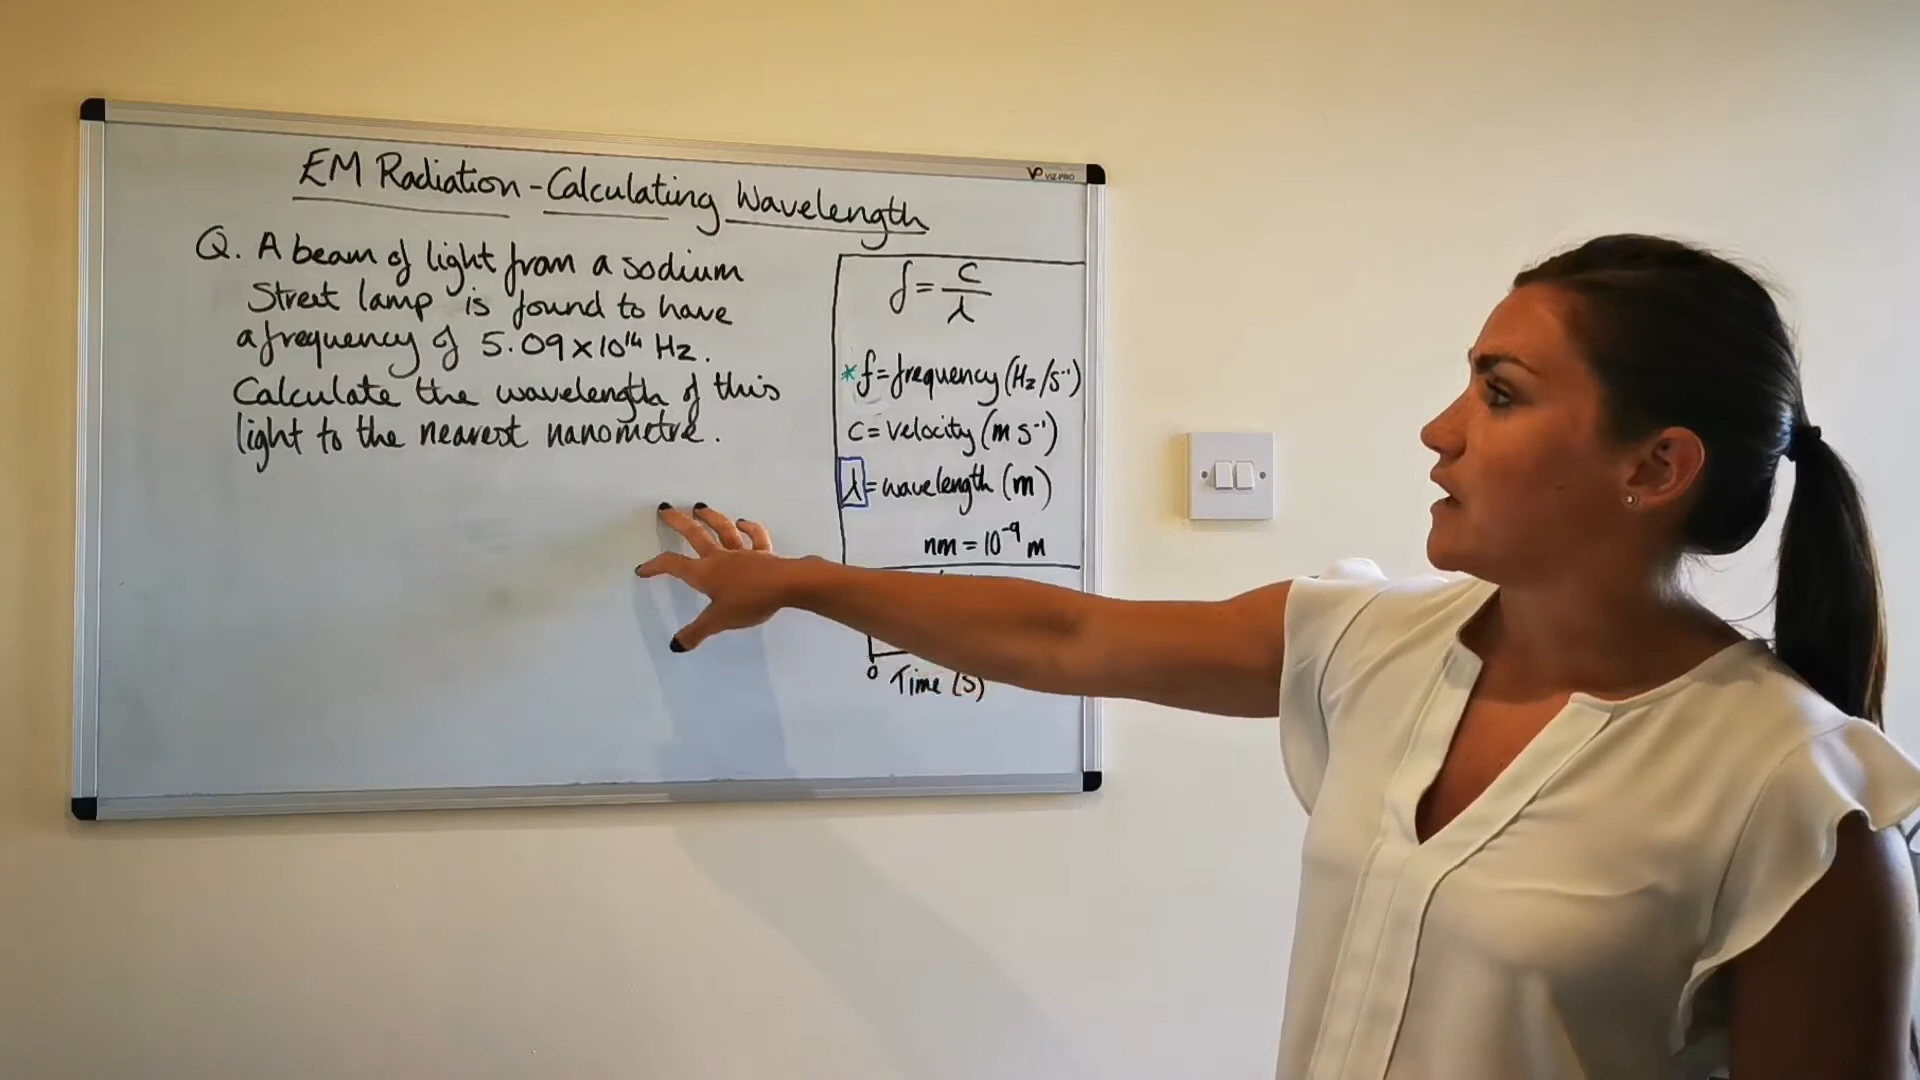 EM Radiation - Calculating Wavelength
VIZ-PRO
Q. A beam of light from a sodium
Street lamp is found to have
a frequency of 5.09 x 10¹⁴ Hz.
Calculate the wavelength of this
light to the nearest nanometre.
f = c/λ
*f = frequency (Hz/s⁻¹)
c = velocity (m s⁻¹)
λ = wavelength (m)
nm = 10⁻⁹ m
0 Time (s)